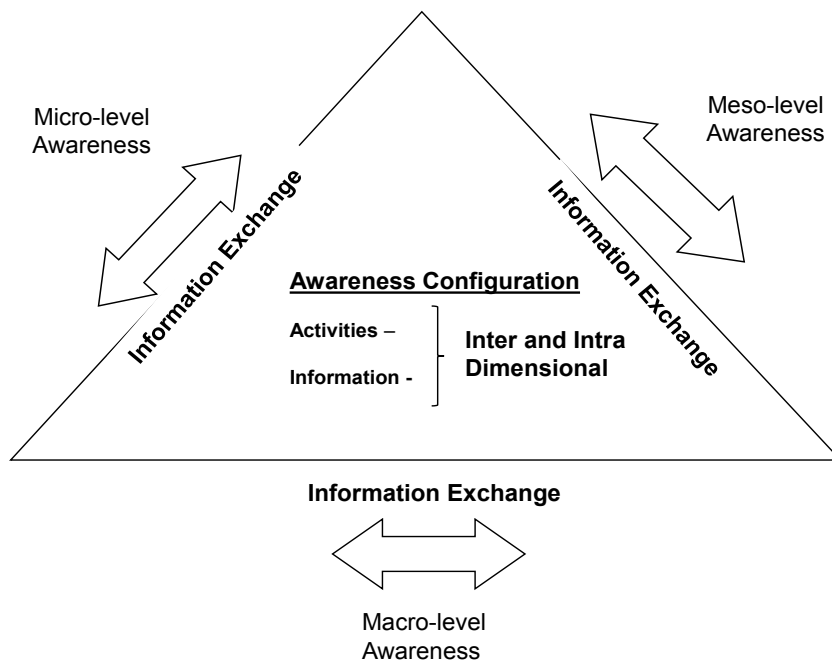 Micro-level
Awareness
Meso-level
Awareness
Information Exchange
Information Exchange
Awareness Configuration
Activities –
Information -
Inter and Intra
Dimensional
Information Exchange
Macro-level
Awareness